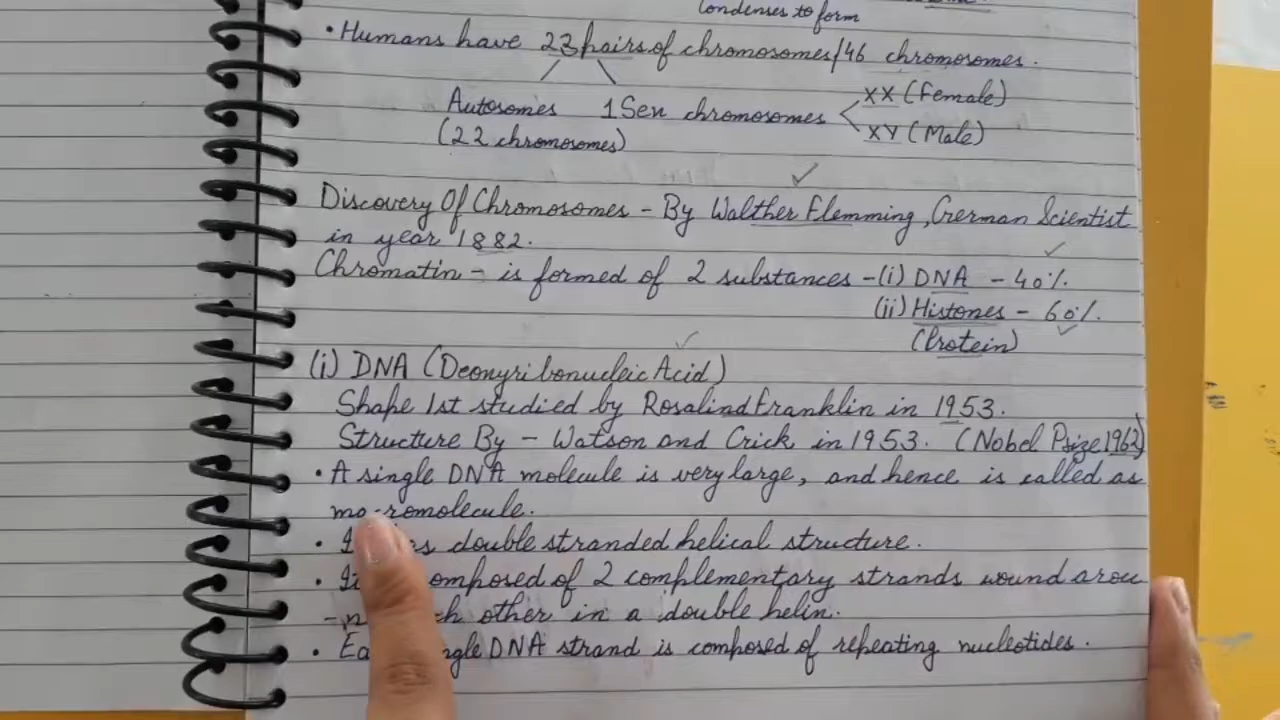 Condenses to form
• Humans have 23 pairs of chromosomes/46 chromosomes.
Autosomes 1 Sex chromosomes XX (Female)
(22 chromosomes) XY (Male)
Discovery Of Chromosomes - By Walther Flemming, German Scientist
in year 1882.
Chromatin - is formed of 2 substances - (i) DNA - 40%.
(ii) Histones - 60%.
(Protein)
(i) DNA (Deoxyribonucleic Acid)
Shape 1st studied by Rosalind Franklin in 1953.
Structure By - Watson and Crick in 1953. (Nobel Prize 1962)
• A single DNA molecule is very large, and hence is called as
macromolecule.
• double stranded helical structure.
• composed of 2 complementary strands wound arou
other in a double helix.
• DNA strand is composed of repeating nucleotides.